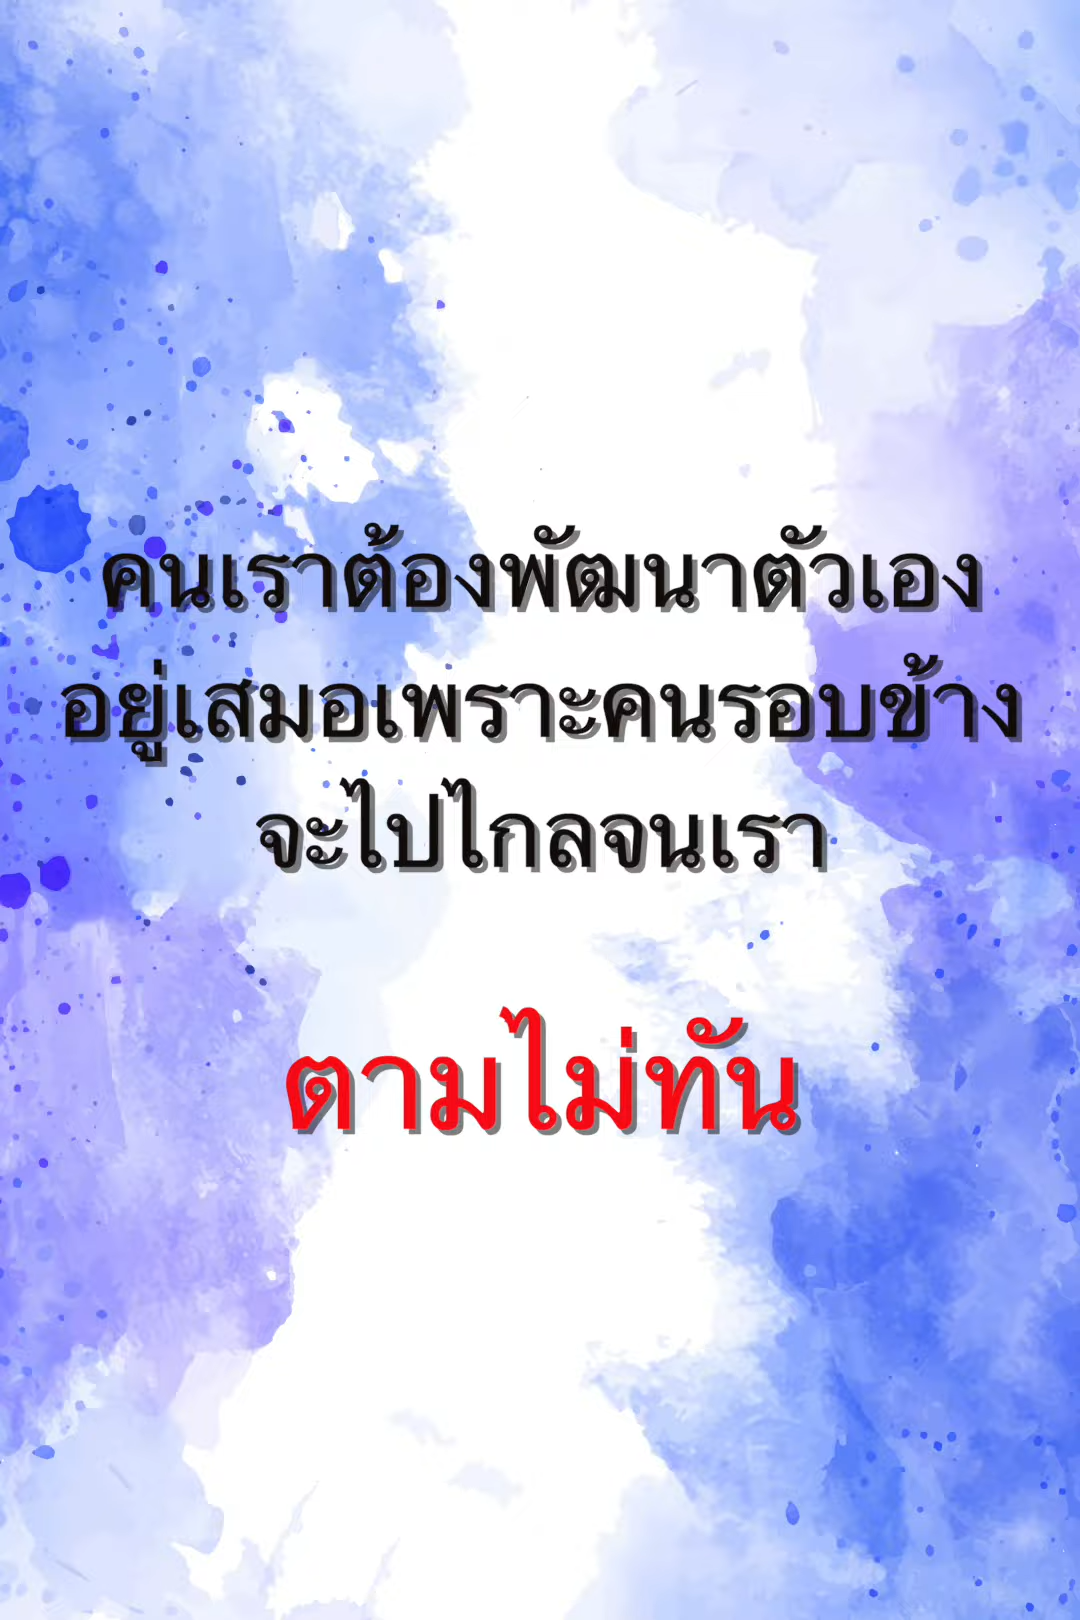 คนเราต้องพัฒนาตัวเอง
อยู่เสมอเพราะคนรอบข้าง
จะไปไกลจนเรา
ตามไม่ทัน